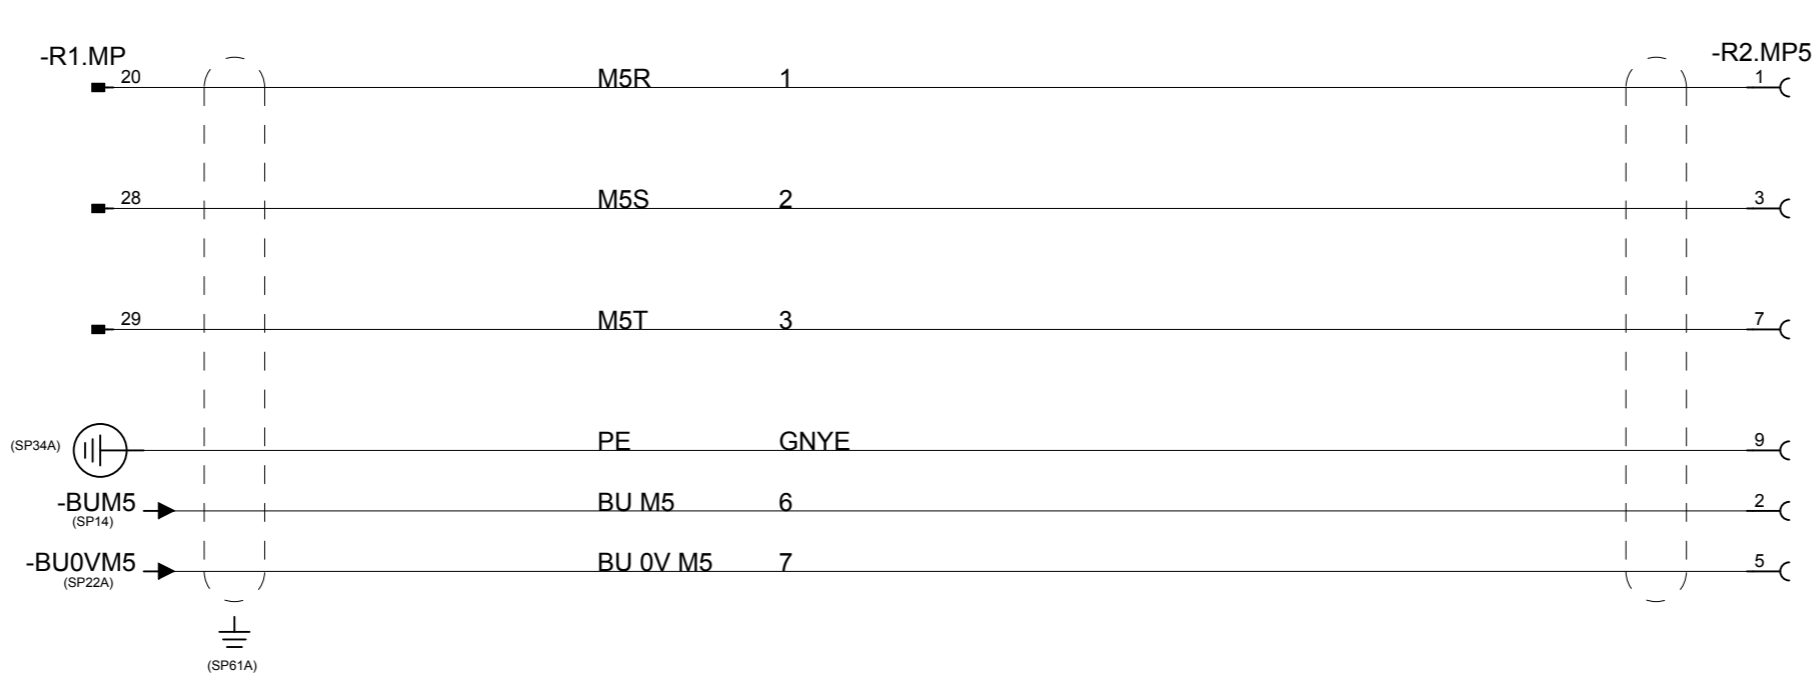 -R1.MP -R2.MP5
20 M5R 1 1
28 M5S 2 3
29 M5T 3 7
(SP34A) PE GNYE 9
-BUM5 BU M5 6 2
(SP14)
-BU0VM5 BU 0V M5 7 5
(SP22A)
(SP61A)